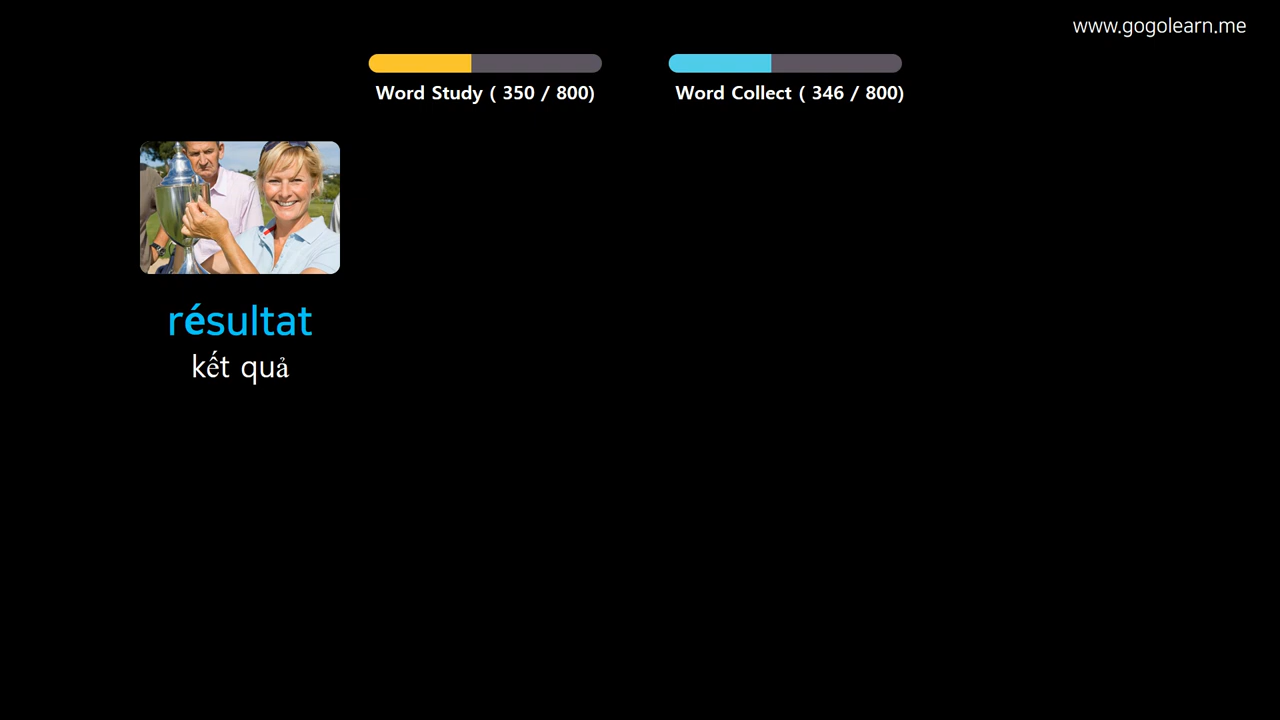 www.gogolearn.me
Word Study ( 350 / 800)
Word Collect ( 346 / 800)
résultat
kết quả